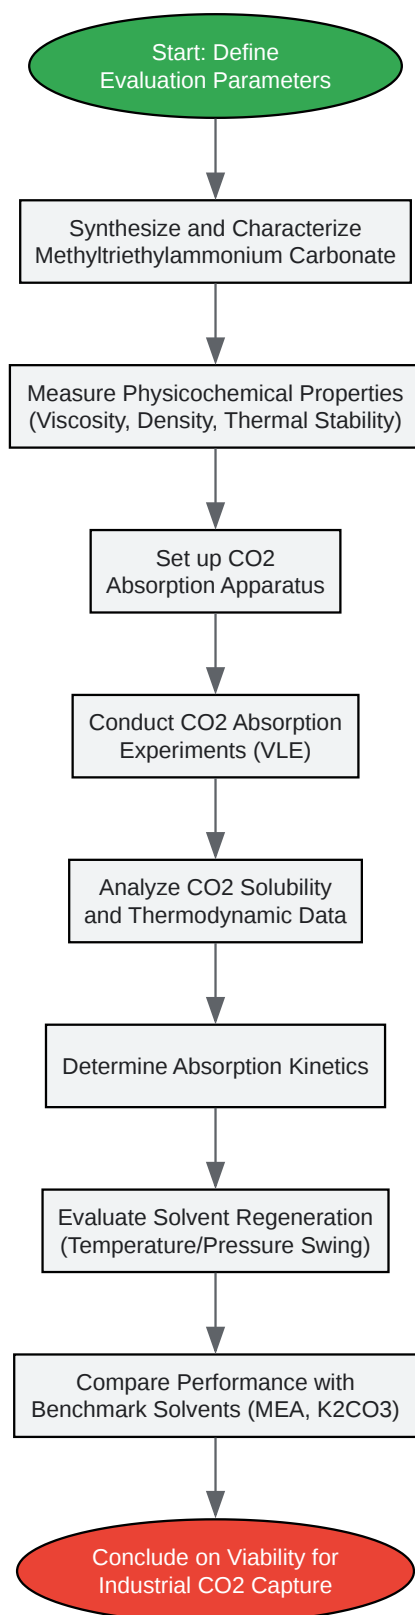 Start: Define
Evaluation Parameters
Synthesize and Characterize
Methyltriethylammonium Carbonate
Measure Physicochemical Properties
(Viscosity, Density, Thermal Stability)
Set up CO2
Absorption Apparatus
Conduct CO2 Absorption
Experiments (VLE)
Analyze CO2 Solubility
and Thermodynamic Data
Determine Absorption Kinetics
Evaluate Solvent Regeneration
(Temperature/Pressure Swing)
Compare Performance with
Benchmark Solvents (MEA, K2CO3)
Conclude on Viability for
Industrial CO2 Capture